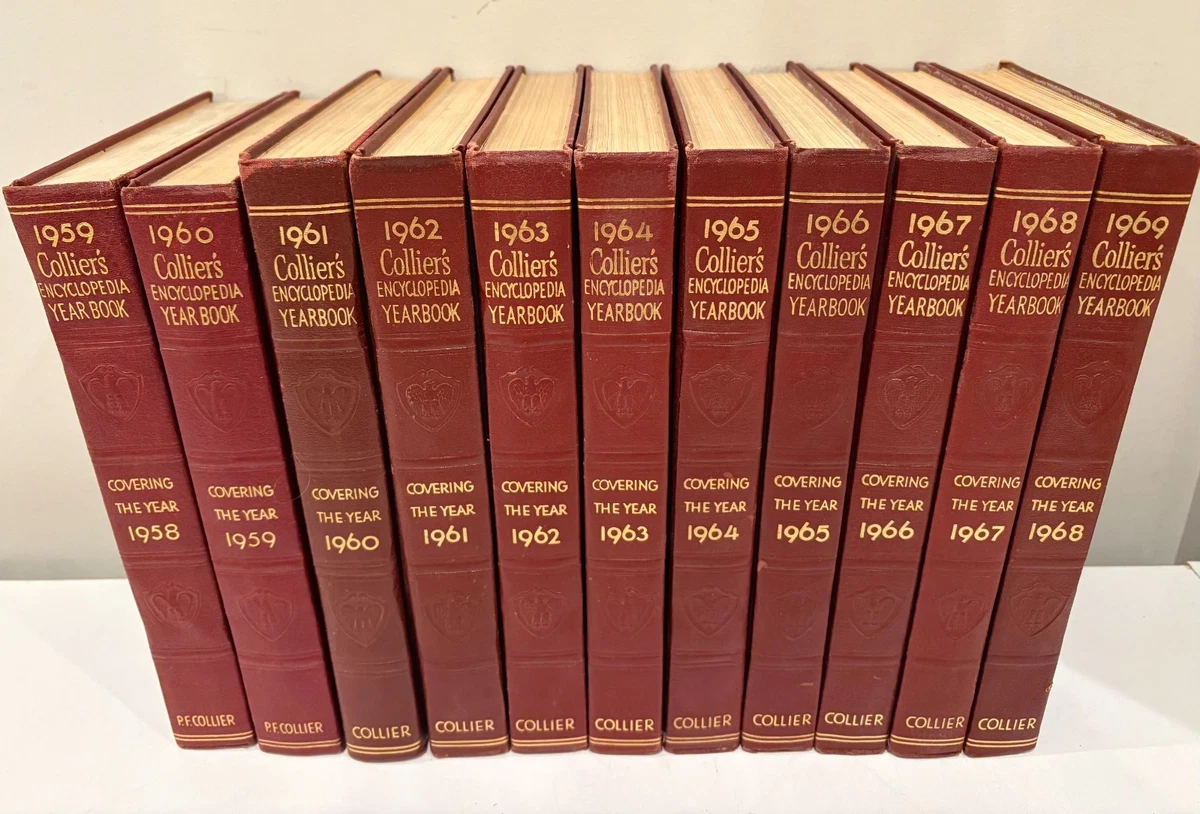 1959
Collier's
ENCYCLOPEDIA
YEARBOOK
COVERING
THE YEAR
1958
P.F. COLLIER
1960
Collier's
ENCYCLOPEDIA
YEARBOOK
COVERING
THE YEAR
1959
P.F. COLLIER
1961
Collier's
ENCYCLOPEDIA
YEARBOOK
COVERING
THE YEAR
1960
COLLIER
1962
Collier's
ENCYCLOPEDIA
YEARBOOK
COVERING
THE YEAR
1961
COLLIER
1963
Collier's
ENCYCLOPEDIA
YEARBOOK
COVERING
THE YEAR
1962
COLLIER
1964
Collier's
ENCYCLOPEDIA
YEARBOOK
COVERING
THE YEAR
1963
COLLIER
1965
Collier's
ENCYCLOPEDIA
YEARBOOK
COVERING
THE YEAR
1964
COLLIER
1966
Collier's
ENCYCLOPEDIA
YEARBOOK
COVERING
THE YEAR
1965
COLLIER
1967
Collier's
ENCYCLOPEDIA
YEARBOOK
COVERING
THE YEAR
1966
COLLIER
1968
Collier's
ENCYCLOPEDIA
YEARBOOK
COVERING
THE YEAR
1967
COLLIER
1969
Collier's
ENCYCLOPEDIA
YEARBOOK
COVERING
THE YEAR
1968
COLLIER